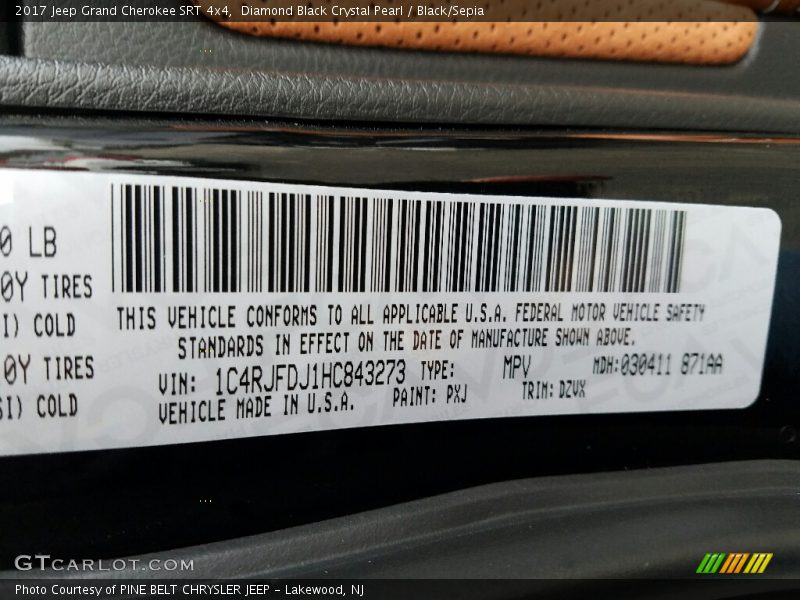 2017 Jeep Grand Cherokee SRT 4x4, Diamond Black Crystal Pearl / Black/Sepia
0 LB
0Y TIRES
I) COLD
0Y TIRES
SI) COLD
THIS VEHICLE CONFORMS TO ALL APPLICABLE U.S.A. FEDERAL MOTOR VEHICLE SAFETY
STANDARDS IN EFFECT ON THE DATE OF MANUFACTURE SHOWN ABOVE.
VIN: 1C4RJFDJ1HC843273 TYPE: MPV MDH:030411 871AA
VEHICLE MADE IN U.S.A. PAINT: PXJ TRIM: DZVX
GTCARLOT.COM
Photo Courtesy of PINE BELT CHRYSLER JEEP - Lakewood, NJ